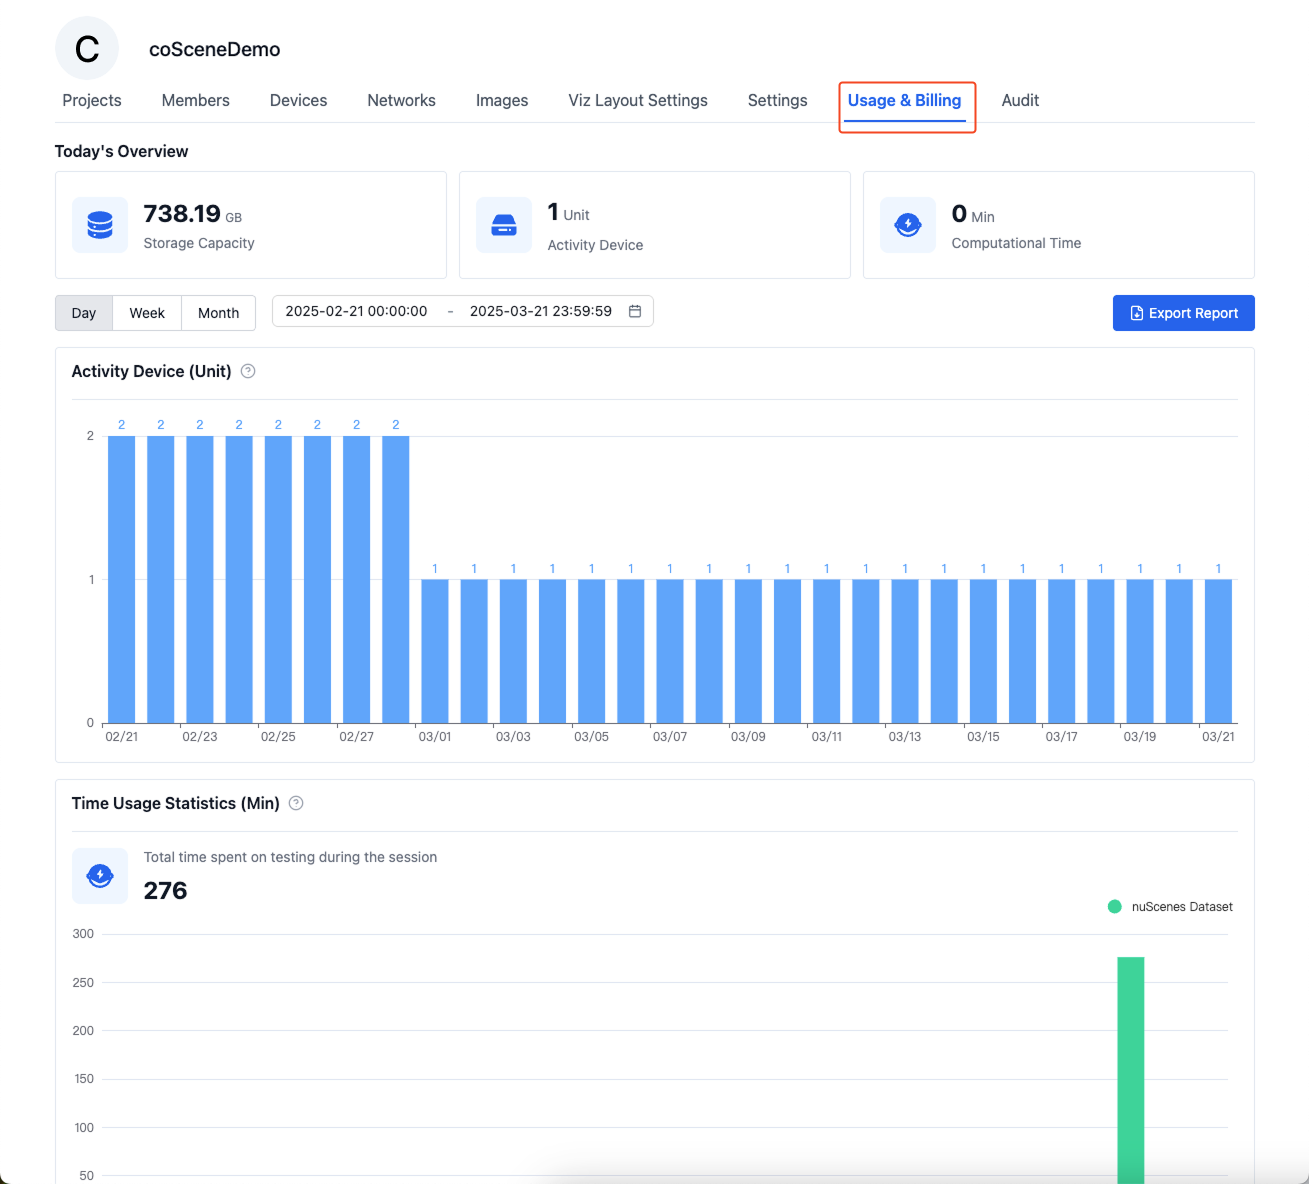 C
coSceneDemo
Projects Members Devices Networks Images Viz Layout Settings Settings Usage & Billing Audit
Today's Overview
738.19 GB
Storage Capacity
1 Unit
Activity Device
0 Min
Computational Time
Day Week Month 2025-02-21 00:00:00 - 2025-03-21 23:59:59 Export Report
Activity Device (Unit) ?
2 2 2 2 2 2 2 2
2
1 1 1 1 1 1 1 1 1 1 1 1 1 1 1 1 1 1 1 1 1
1
0
02/21 02/23 02/25 02/27 03/01 03/03 03/05 03/07 03/09 03/11 03/13 03/15 03/17 03/19 03/21
Time Usage Statistics (Min) ?
Total time spent on testing during the session
276
nuScenes Dataset
300
250
200
150
100
50